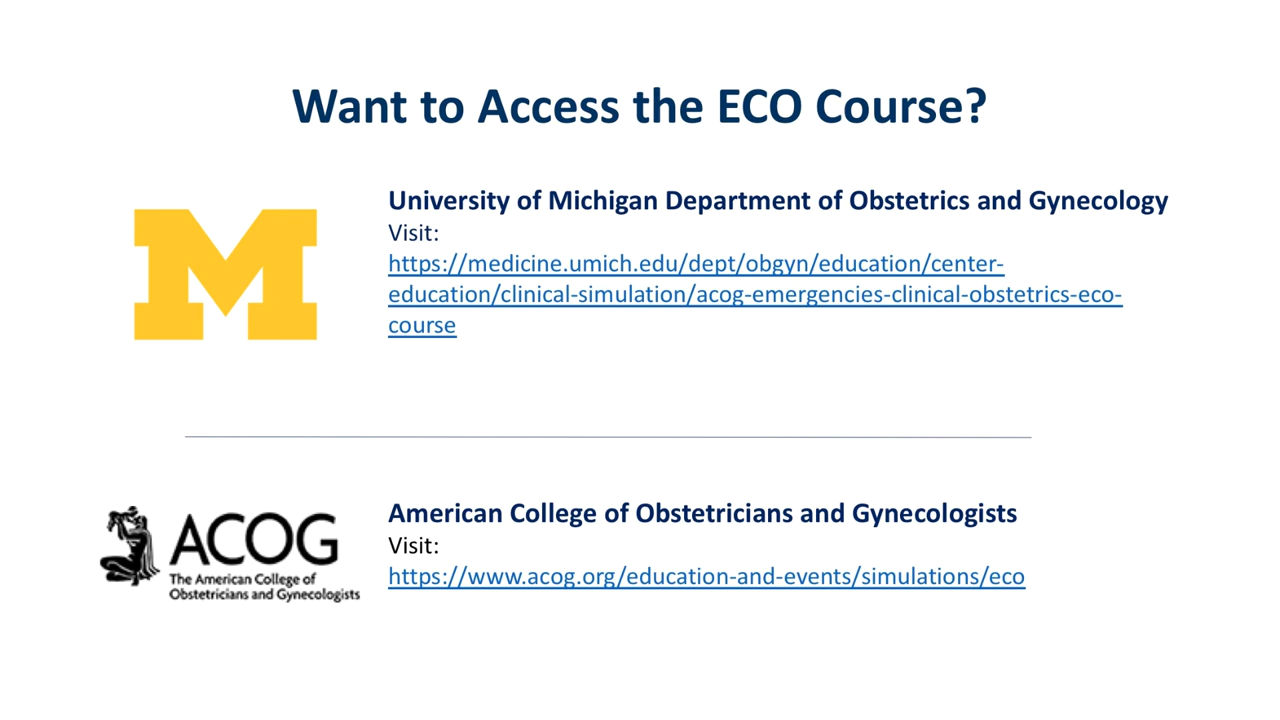 Want to Access the ECO Course?
University of Michigan Department of Obstetrics and Gynecology
Visit:
https://medicine.umich.edu/dept/obgyn/education/center-
education/clinical-simulation/acog-emergencies-clinical-obstetrics-eco-
course
ACOG
The American College of
Obstetricians and Gynecologists
American College of Obstetricians and Gynecologists
Visit:
https://www.acog.org/education-and-events/simulations/eco